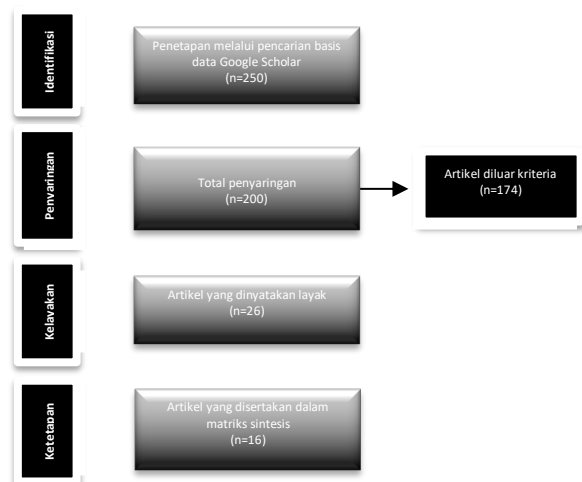 Identifikasi
Penetapan melalui pencarian basis
data Google Scholar
(n=250)
Penyaringan
Total penyaringan
(n=200)
Artikel diluar kriteria
(n=174)
Kelayakan
Artikel yang dinyatakan layak
(n=26)
Ketetapan
Artikel yang disertakan dalam
matriks sintesis
(n=16)